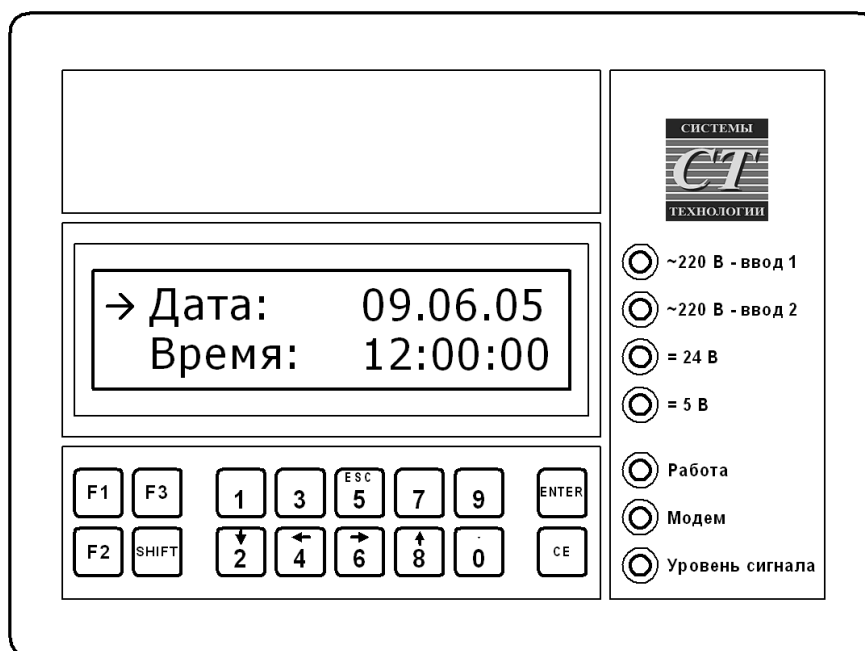 СИСТЕМЫ
СТ
ТЕХНОЛОГИИ
→ Дата: 09.06.05
Время: 12:00:00
~220 В - ввод 1
~220 В - ввод 2
= 24 В
= 5 В
Работа
Модем
Уровень сигнала
F1 F3 1 3 ESC 5 7 9 ENTER
F2 SHIFT ↓ 2 ← 4 → 6 ↑ 8 . 0 CE